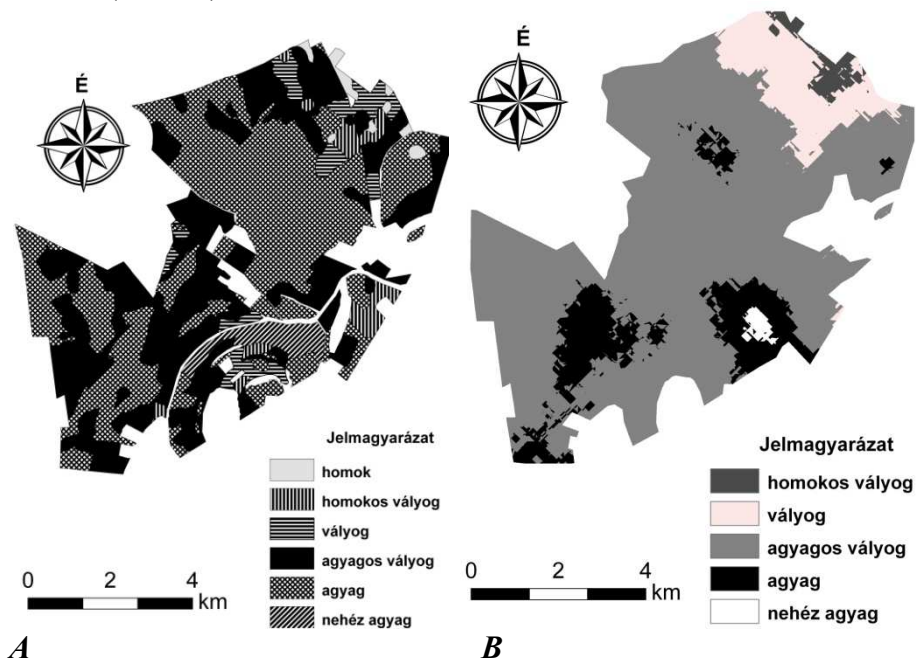 É
Jelmagyarázat
homok
homokos vályog
vályog
agyagos vályog
agyag
nehéz agyag
0 2 4
km
A
É
Jelmagyarázat
homokos vályog
vályog
agyagos vályog
agyag
nehéz agyag
0 2 4
km
B